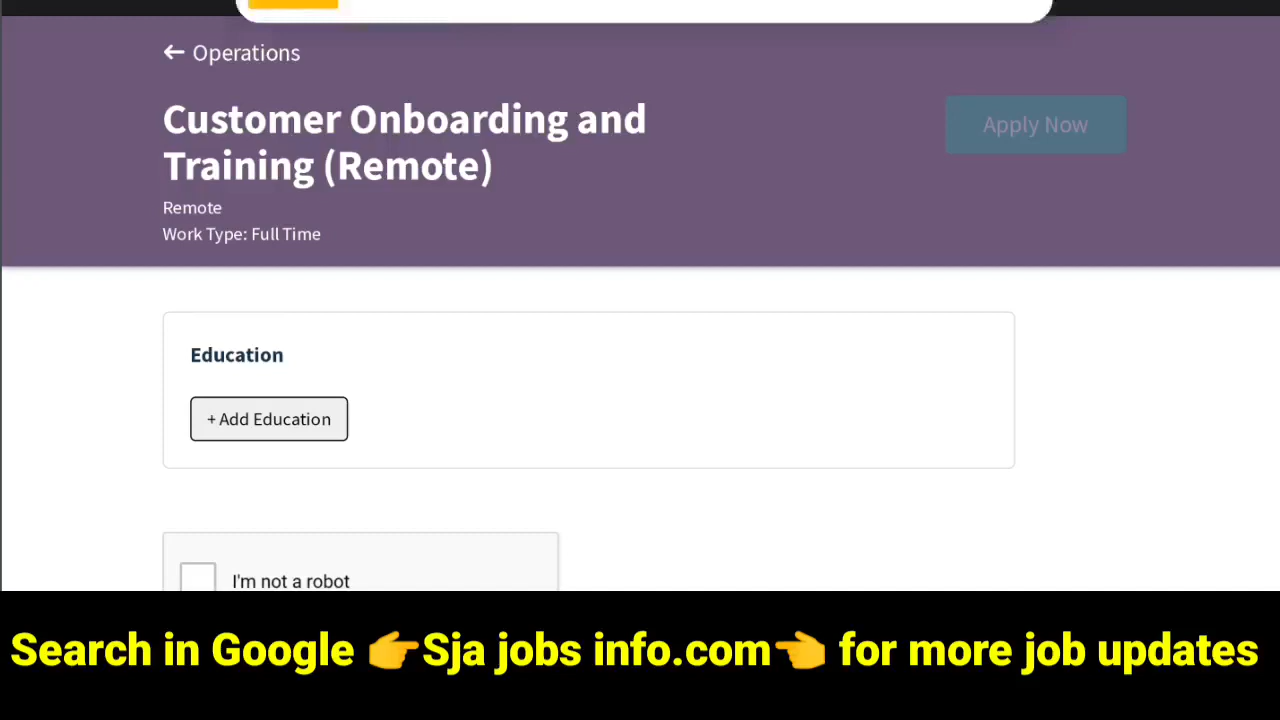 ← Operations
Customer Onboarding and
Training (Remote)
Apply Now
Remote
Work Type: Full Time
Education
+ Add Education
I'm not a robot
Search in Google 👉Sja jobs info.com👈 for more job updates